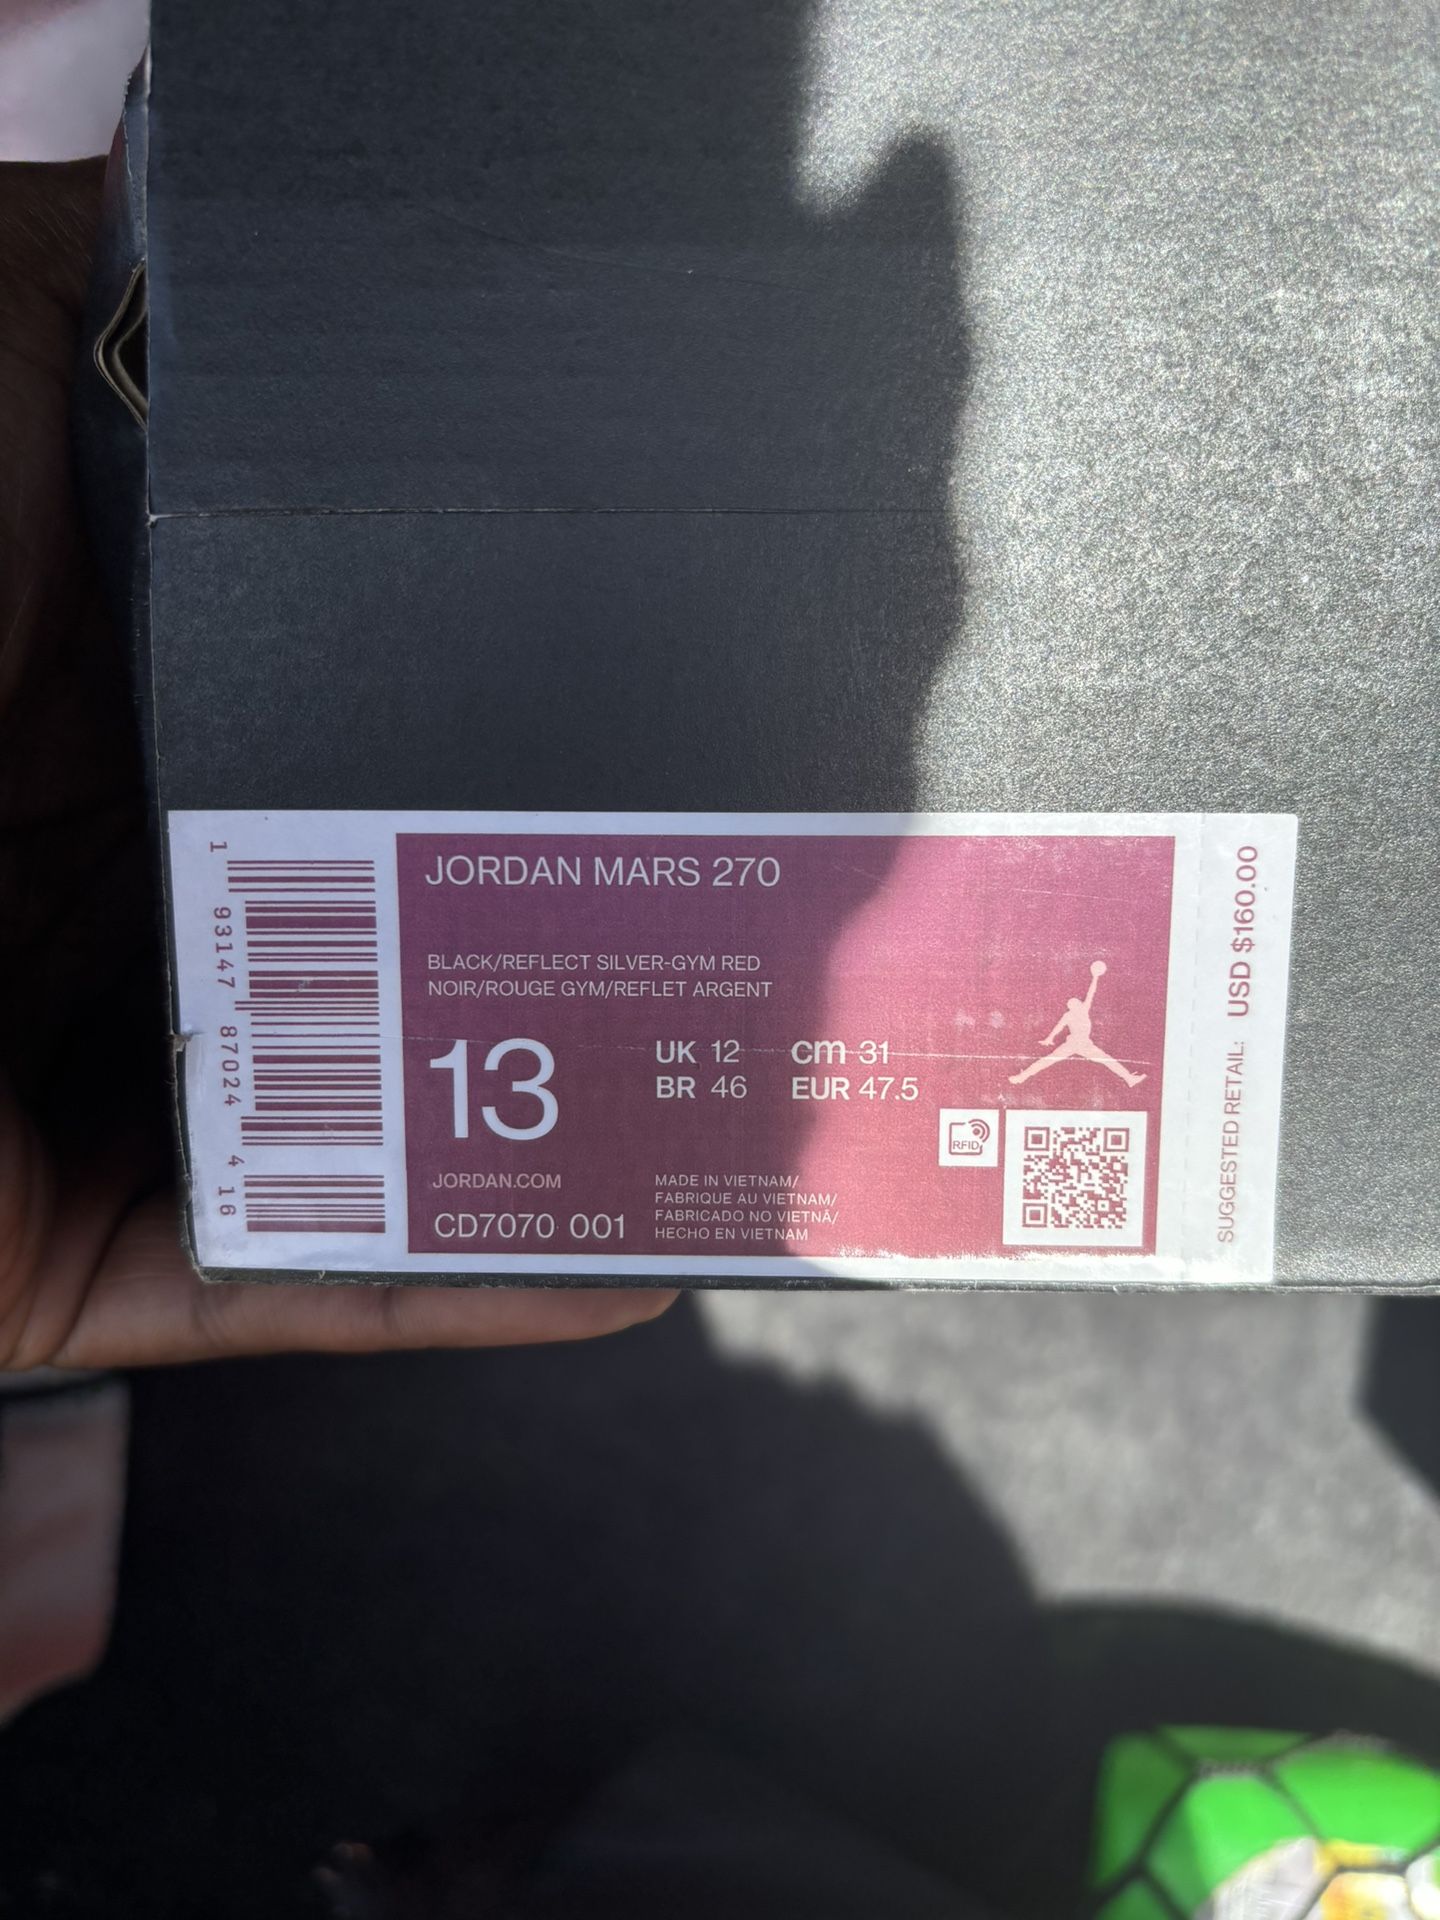 JORDAN MARS 270
BLACK/REFLECT SILVER-GYM RED
NOIR/ROUGE GYM/REFLET ARGENT
13
UK 12
cm 31
BR 46
EUR 47.5
RFID
JORDAN.COM
CD7070 001
MADE IN VIETNAM/
FABRIQUE AU VIETNAM/
FABRICADO NO VIETNÃ/
HECHO EN VIETNAM
1 93147 87024 4 16
SUGGESTED RETAIL: USD $160.00